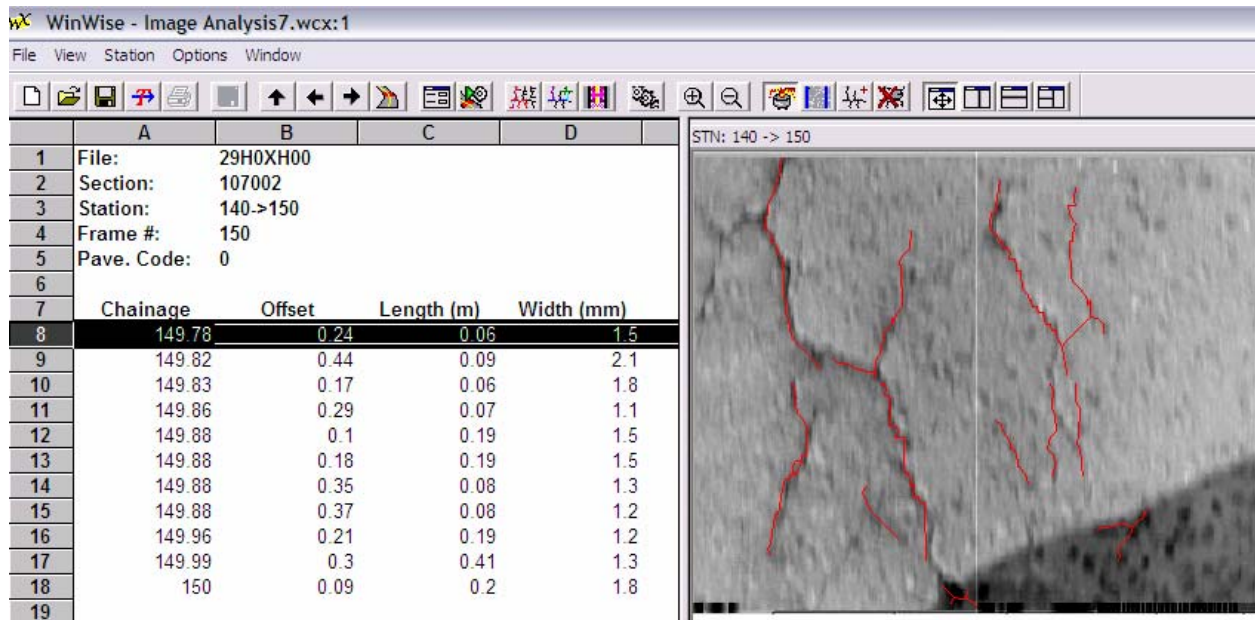 WinWise - Image Analysis7.wcx:1
File View Station Options Window
A B C D
STN: 140 -> 150
1 File: 29H0XH00
2 Section: 107002
3 Station: 140->150
4 Frame #: 150
5 Pave. Code: 0
6
7 Chainage Offset Length (m) Width (mm)
8 149.78 0.24 0.06 1.5
9 149.82 0.44 0.09 2.1
10 149.83 0.17 0.06 1.8
11 149.86 0.29 0.07 1.1
12 149.88 0.1 0.19 1.5
13 149.88 0.18 0.19 1.5
14 149.88 0.35 0.08 1.3
15 149.88 0.37 0.08 1.2
16 149.96 0.21 0.19 1.2
17 149.99 0.3 0.41 1.3
18 150 0.09 0.2 1.8
19